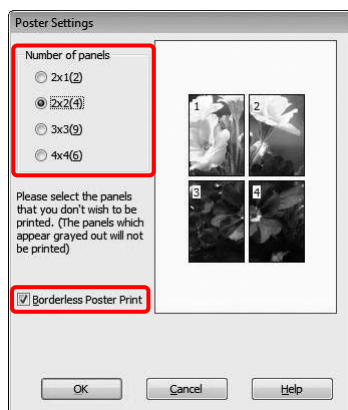 Poster Settings
Number of panels
2x1(2)
2x2(4)
3x3(9)
4x4(6)
1
2
3
4
Please select the panels
that you don't wish to be
printed. (The panels which
appear grayed out will not
be printed)
Borderless Poster Print
OK
Cancel
Help